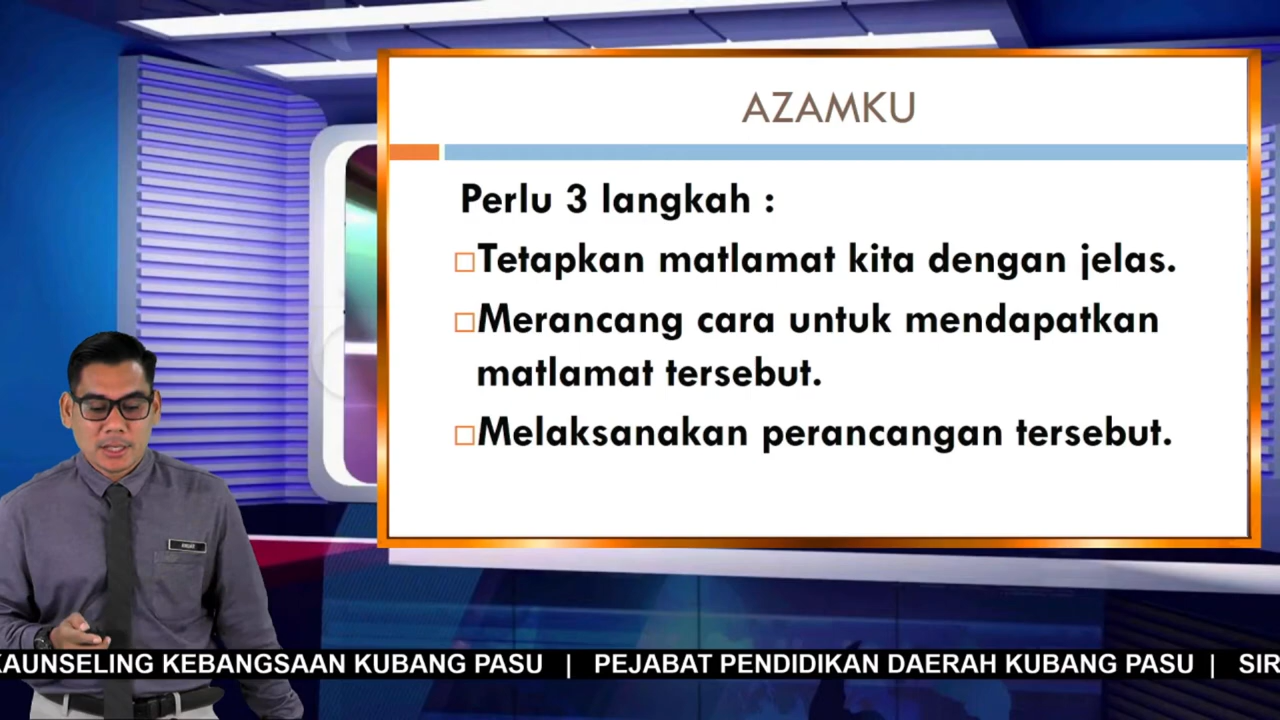 AZAMKU
Perlu 3 langkah :
Tetapkan matlamat kita dengan jelas.
Merancang cara untuk mendapatkan
matlamat tersebut.
Melaksanakan perancangan tersebut.
KAUNSELING KEBANGSAAN KUBANG PASU | PEJABAT PENDIDIKAN DAERAH KUBANG PASU | SIR